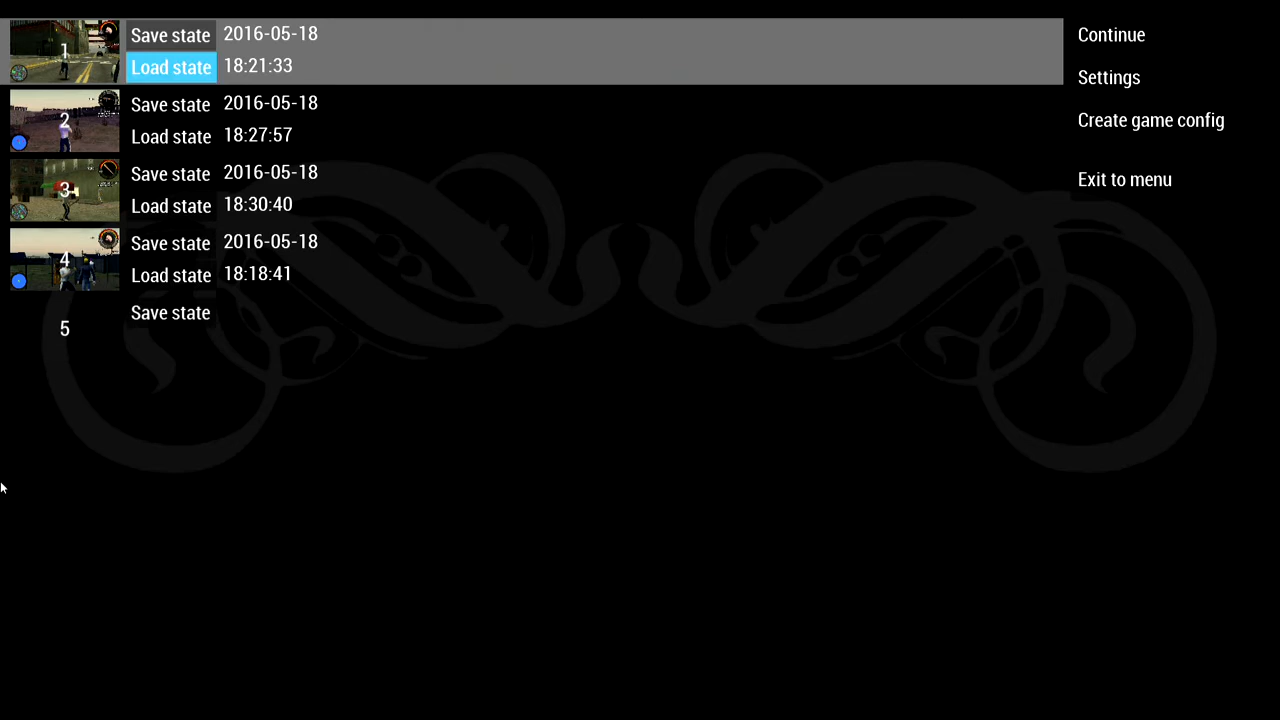 1
Save state
2016-05-18
Load state
18:21:33
2
Save state
2016-05-18
Load state
18:27:57
3
Save state
2016-05-18
Load state
18:30:40
4
Save state
2016-05-18
Load state
18:18:41
5
Save state
Continue
Settings
Create game config
Exit to menu